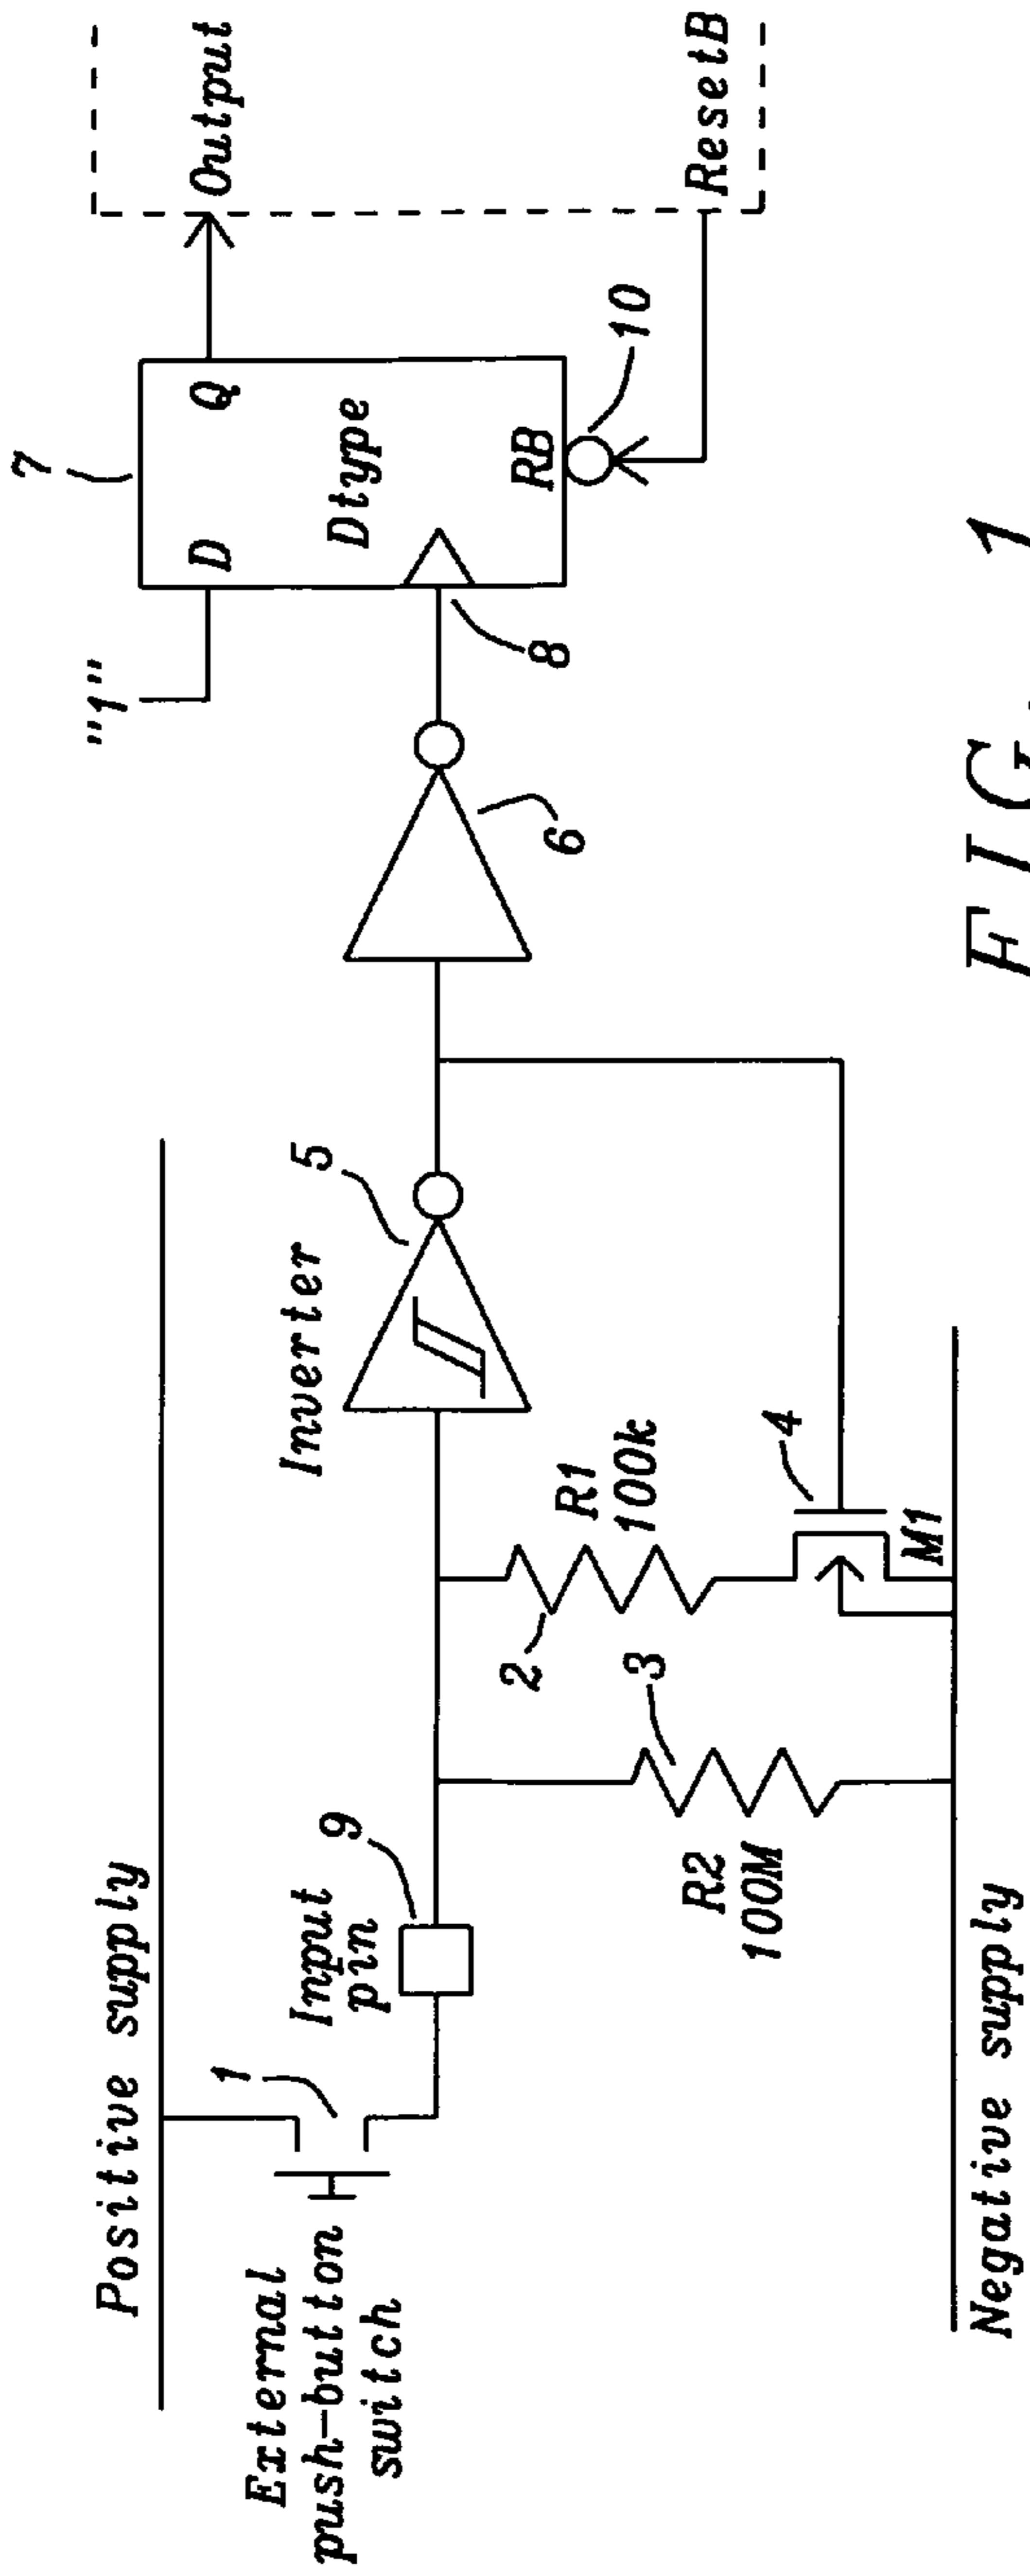 Positive supply
External
push-button
switch
1
Input
pin
9
R2
100M
3
2
R1
100k
4
M1
Negative supply
Inverter
5
6
"1"
8
7
D
Q
Dtype
RB
10
Output
ResetB
FIG. 1